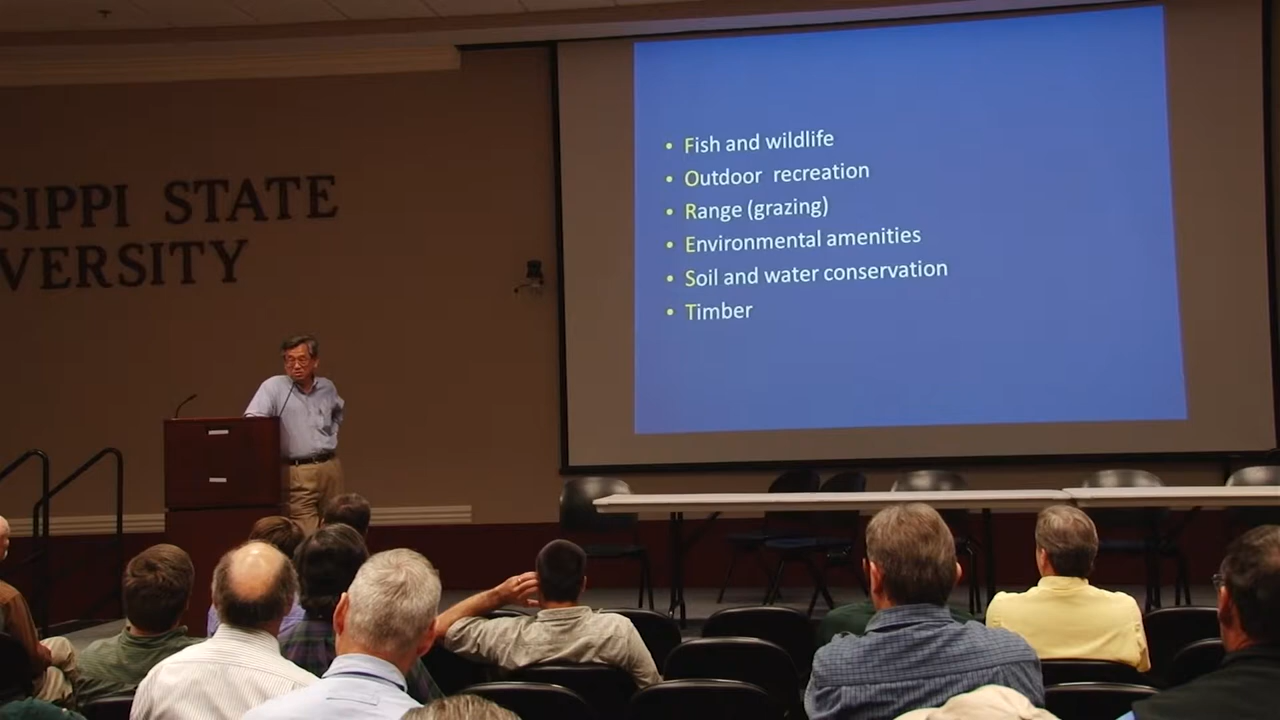 SIPPI STATE
VERSITY
• Fish and wildlife
• Outdoor recreation
• Range (grazing)
• Environmental amenities
• Soil and water conservation
• Timber